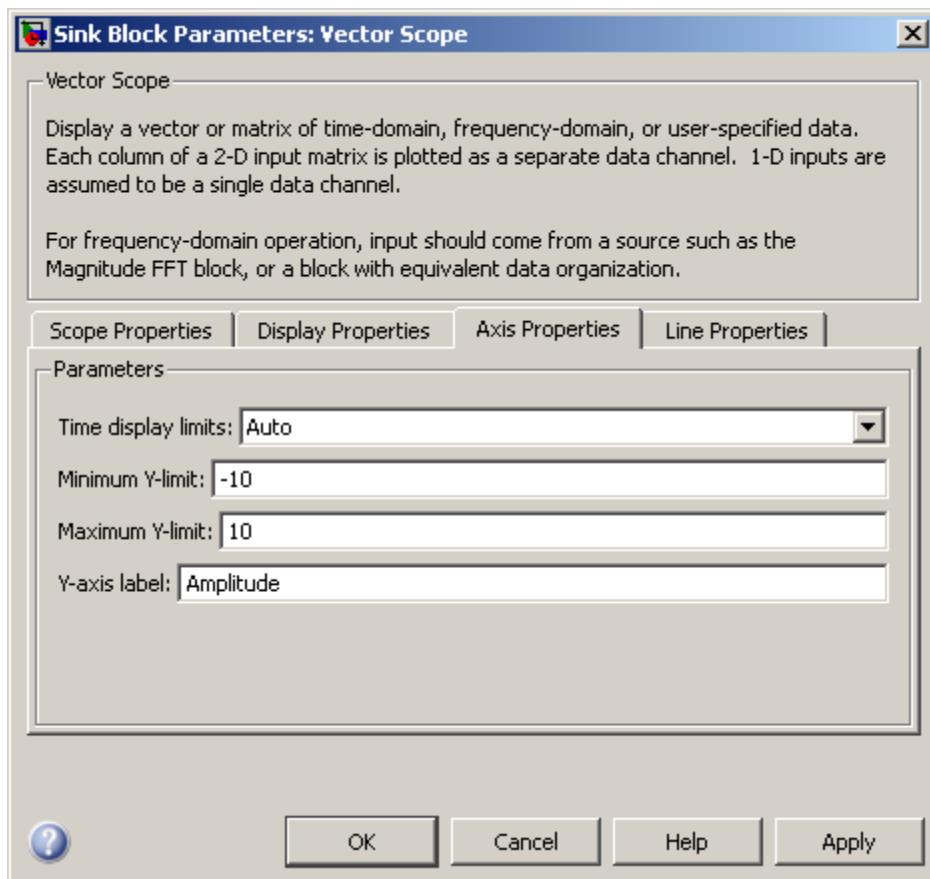 Sink Block Parameters: Vector Scope
Vector Scope
Display a vector or matrix of time-domain, frequency-domain, or user-specified data.
Each column of a 2-D input matrix is plotted as a separate data channel.  1-D inputs are
assumed to be a single data channel.
For frequency-domain operation, input should come from a source such as the
Magnitude FFT block, or a block with equivalent data organization.
Scope Properties Display Properties Axis Properties Line Properties
Parameters
Time display limits: Auto
Minimum Y-limit: -10
Maximum Y-limit: 10
Y-axis label: Amplitude
? OK Cancel Help Apply